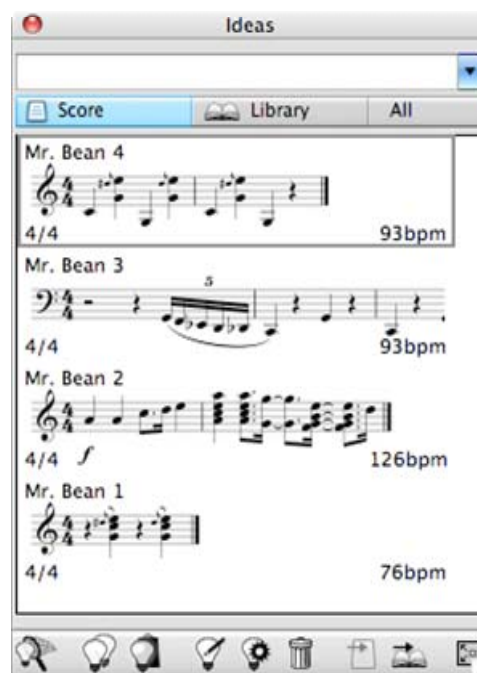 Ideas
Score Library All
Mr. Bean 4
4/4 93bpm
Mr. Bean 3
5
4/4 93bpm
Mr. Bean 2
4/4 f 126bpm
Mr. Bean 1
4/4 76bpm